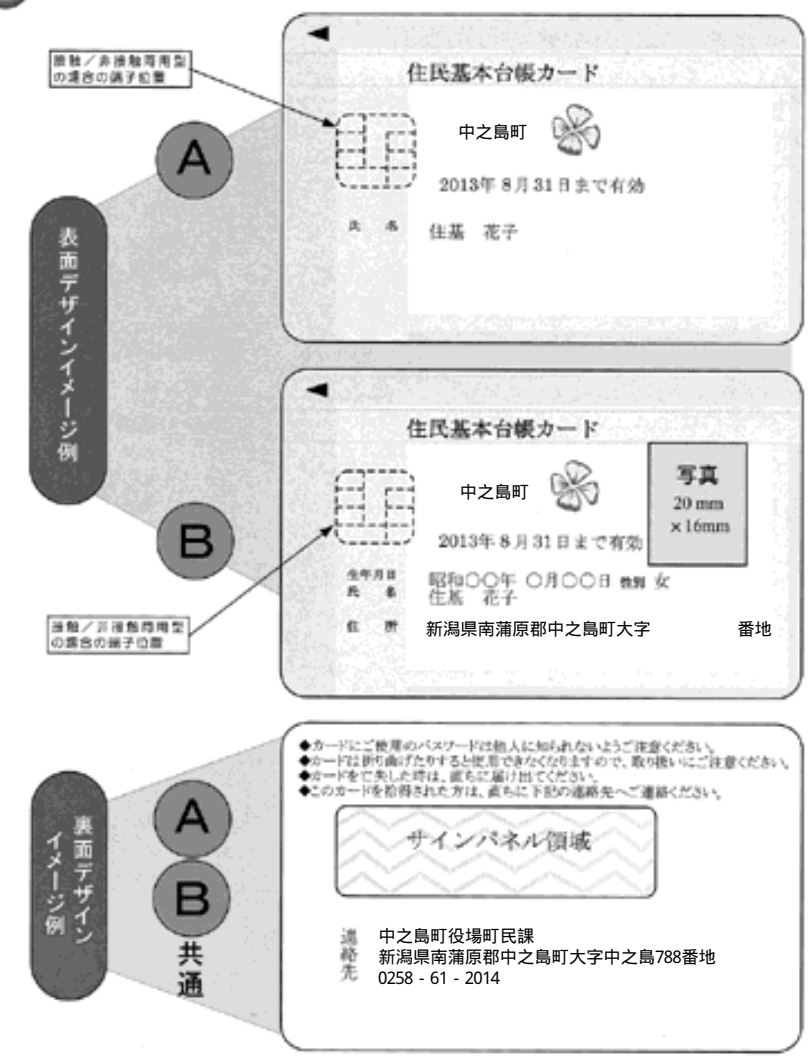 接触／非接触両用型
の場合の端子位置
A
表面デザインイメージ例
住民基本台帳カード
中之島町
2013年8月31日まで有効
氏 名 住基 花子
B
接触／非接触両用型
の場合の端子位置
住民基本台帳カード
中之島町
写真
20 mm
×16mm
2013年8月31日まで有効
生年月日 昭和〇〇年 〇月〇〇日 性別 女
氏 名 住基 花子
住 所 新潟県南蒲原郡中之島町大字 番地
裏面デザイン
イメージ例
A
B
共通
◆カードにご使用のパスワードは他人に知られないようご注意ください。
◆カードは折り曲げたりすると使用できなくなりますので、取り扱いにご注意ください。
◆カードを亡失した時は、直ちに届け出てください。
◆このカードを拾得された方は、直ちに下記の連絡先へご連絡ください。
サインパネル領域
連絡先
中之島町役場町民課
新潟県南蒲原郡中之島町大字中之島788番地
0258 - 61 - 2014